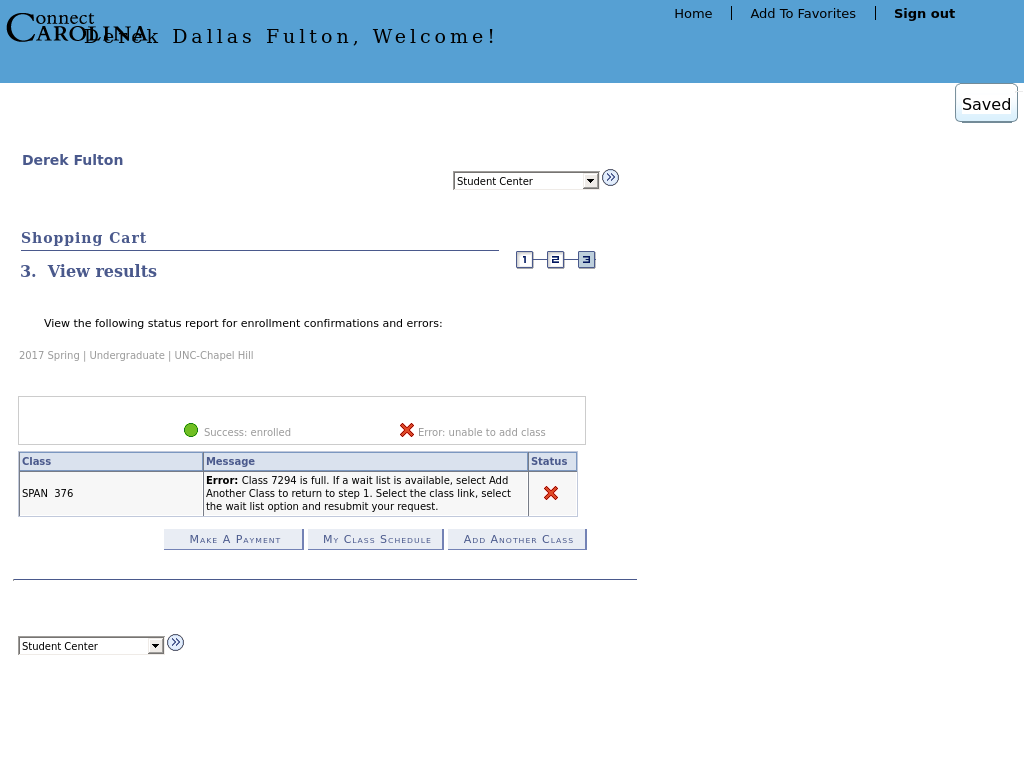 Home
Add To Favorites
Sign out
Connect
CAROLINA
Derek Dallas Fulton, Welcome!
Saved
Derek Fulton
Student Center
Shopping Cart
1 2 3
3. View results
View the following status report for enrollment confirmations and errors:
2017 Spring | Undergraduate | UNC-Chapel Hill
Success: enrolled
Error: unable to add class
Class Message Status
SPAN 376
Error: Class 7294 is full. If a wait list is available, select Add
Another Class to return to step 1. Select the class link, select
the wait list option and resubmit your request.
Make A Payment
My Class Schedule
Add Another Class
Student Center